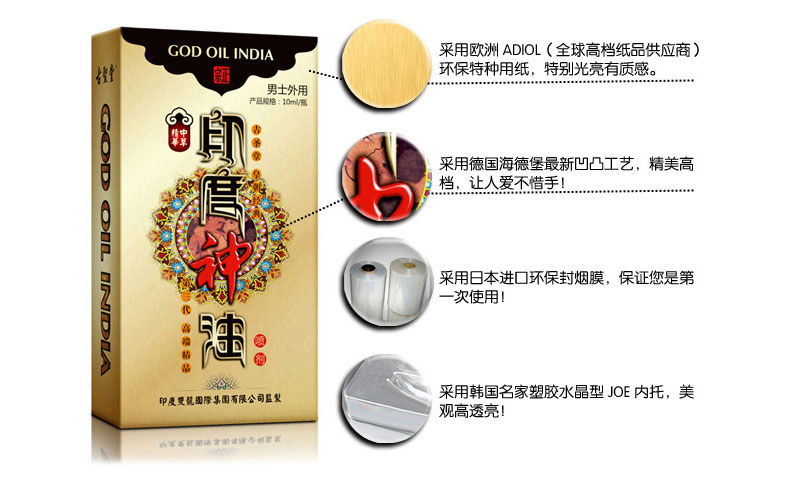 GOD OIL INDIA
男士外用
产品规格：10ml/瓶
古聖堂
GOD OIL INDIA
中草
精華
印度神油
三代 高端精品
喷剂
印度雙龍國際集團有限公司監製
采用欧洲 ADIOL（全球高档纸品供应商）
环保特种用纸，特别光亮有质感。
采用德国海德堡最新凹凸工艺，精美高
档，让人爱不惜手！
采用日本进口环保封烟膜，保证您是第
一次使用！
采用韩国名家塑胶水晶型 JOE 内托，美
观高透亮！